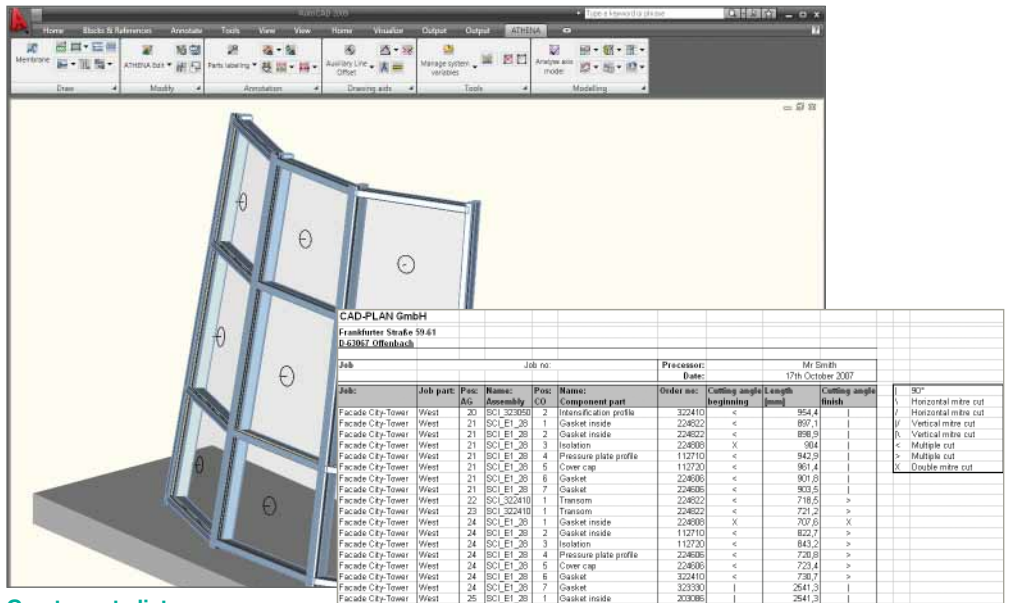 AutoCAD 2009
Type a keyword or phrase
Home Blocks & References Annotate Tools View View Home Visualize Output Output ATHENA
Membrane ATHENA Edit Parts labeling Auxiliary Line Offset Manage system variables Analyse axis model
Draw Modify Annotation Drawing aids Tools Modelling
CAD-PLAN GmbH
Frankfurter Straße 59-61
D-63067 Offenbach
Job Job no: Processor: Mr Smith
Date: 17th October 2007
Job: Job part: Pos: AG Name: Assembly Pos: CO Name: Component part Order no: Cutting angle beginning Length [mm] Cutting angle finish
| 90°
\ Horizontal mitre cut
/ Horizontal mitre cut
|/ Vertical mitre cut
|\ Vertical mitre cut
< Multiple cut
> Multiple cut
X Double mitre cut
Facade City-Tower West 20 SCI_323050 2 Intensification profile 322410 < 954,4 |
Facade City-Tower West 21 SCI_E1_28 1 Gasket inside 224822 < 897,1 |
Facade City-Tower West 21 SCI_E1_28 2 Gasket inside 224822 < 898,9 |
Facade City-Tower West 21 SCI_E1_28 3 Isolation 224808 X 904 |
Facade City-Tower West 21 SCI_E1_28 4 Pressure plate profile 112710 < 942,9 |
Facade City-Tower West 21 SCI_E1_28 5 Cover cap 112720 < 961,4 |
Facade City-Tower West 21 SCI_E1_28 6 Gasket 224606 < 901,8 |
Facade City-Tower West 21 SCI_E1_28 7 Gasket 224606 < 903,5 |
Facade City-Tower West 22 SCI_322410 1 Transom 224822 < 718,5 >
Facade City-Tower West 23 SCI_322410 1 Transom 224822 < 721,2 >
Facade City-Tower West 24 SCI_E1_28 1 Gasket inside 224808 X 707,6 X
Facade City-Tower West 24 SCI_E1_28 2 Gasket inside 112710 < 822,7 >
Facade City-Tower West 24 SCI_E1_28 3 Isolation 112720 < 843,2 >
Facade City-Tower West 24 SCI_E1_28 4 Pressure plate profile 224606 < 720,8 >
Facade City-Tower West 24 SCI_E1_28 5 Cover cap 224606 < 723,4 >
Facade City-Tower West 24 SCI_E1_28 6 Gasket 322410 < 730,7 >
Facade City-Tower West 24 SCI_E1_28 7 Gasket 323330 | 2541,3 |
Facade City-Tower West 25 SCI_E1_28 1 Gasket inside 203086 | 2541,3 |